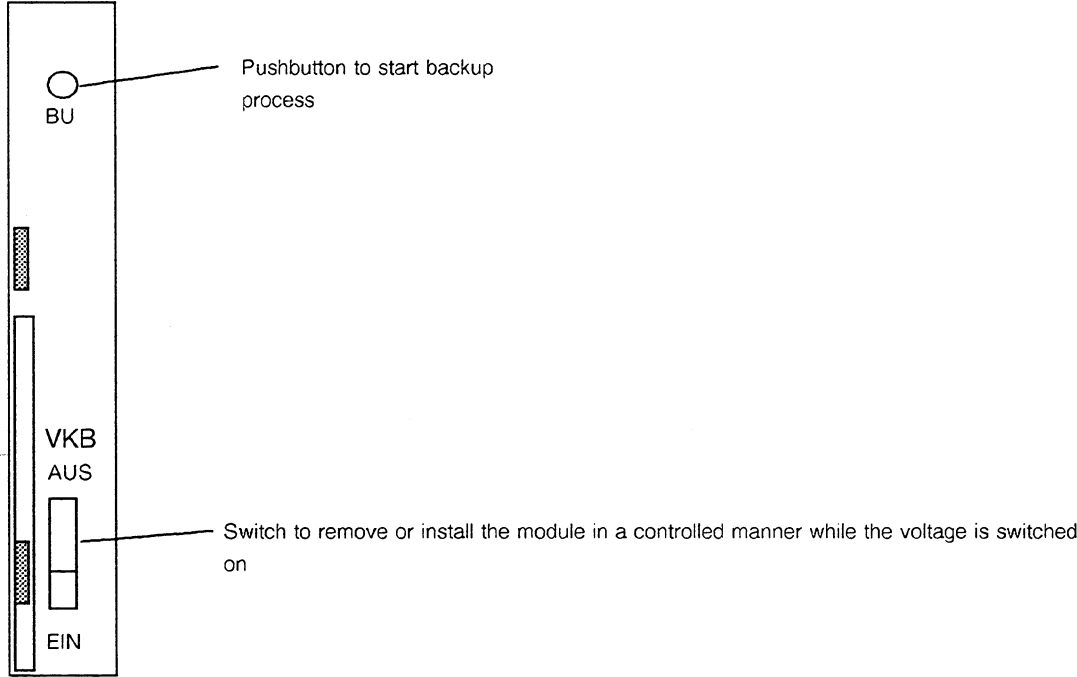 Pushbutton to start backup
process
BU
VKB
AUS
Switch to remove or install the module in a controlled manner while the voltage is switched
on
EIN